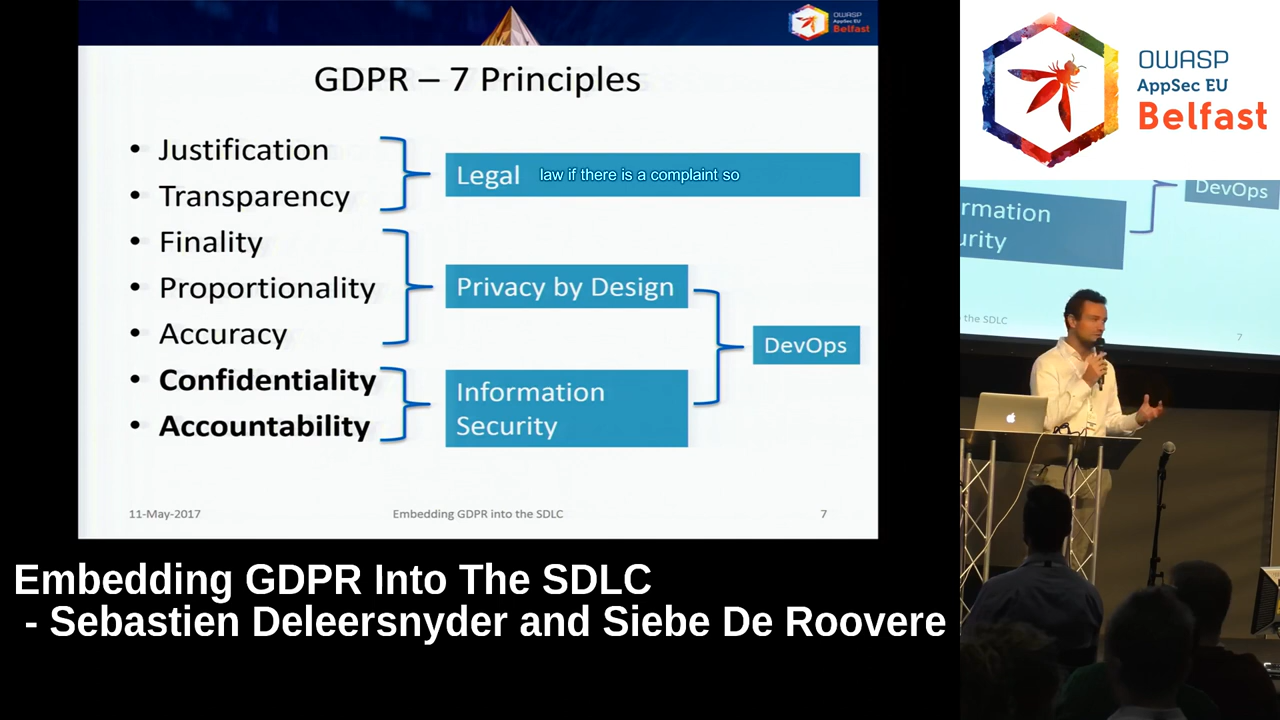 OWASP
AppSec EU
Belfast
GDPR – 7 Principles
• Justification
• Transparency
• Finality
• Proportionality
• Accuracy
• Confidentiality
• Accountability
Legal
law if there is a complaint so
Privacy by Design
Information
Security
DevOps
11-May-2017
Embedding GDPR into the SDLC
7
Embedding GDPR Into The SDLC
- Sebastien Deleersnyder and Siebe De Roovere
OWASP
AppSec EU
Belfast
DevOps
rmation
urity
the SDLC
7